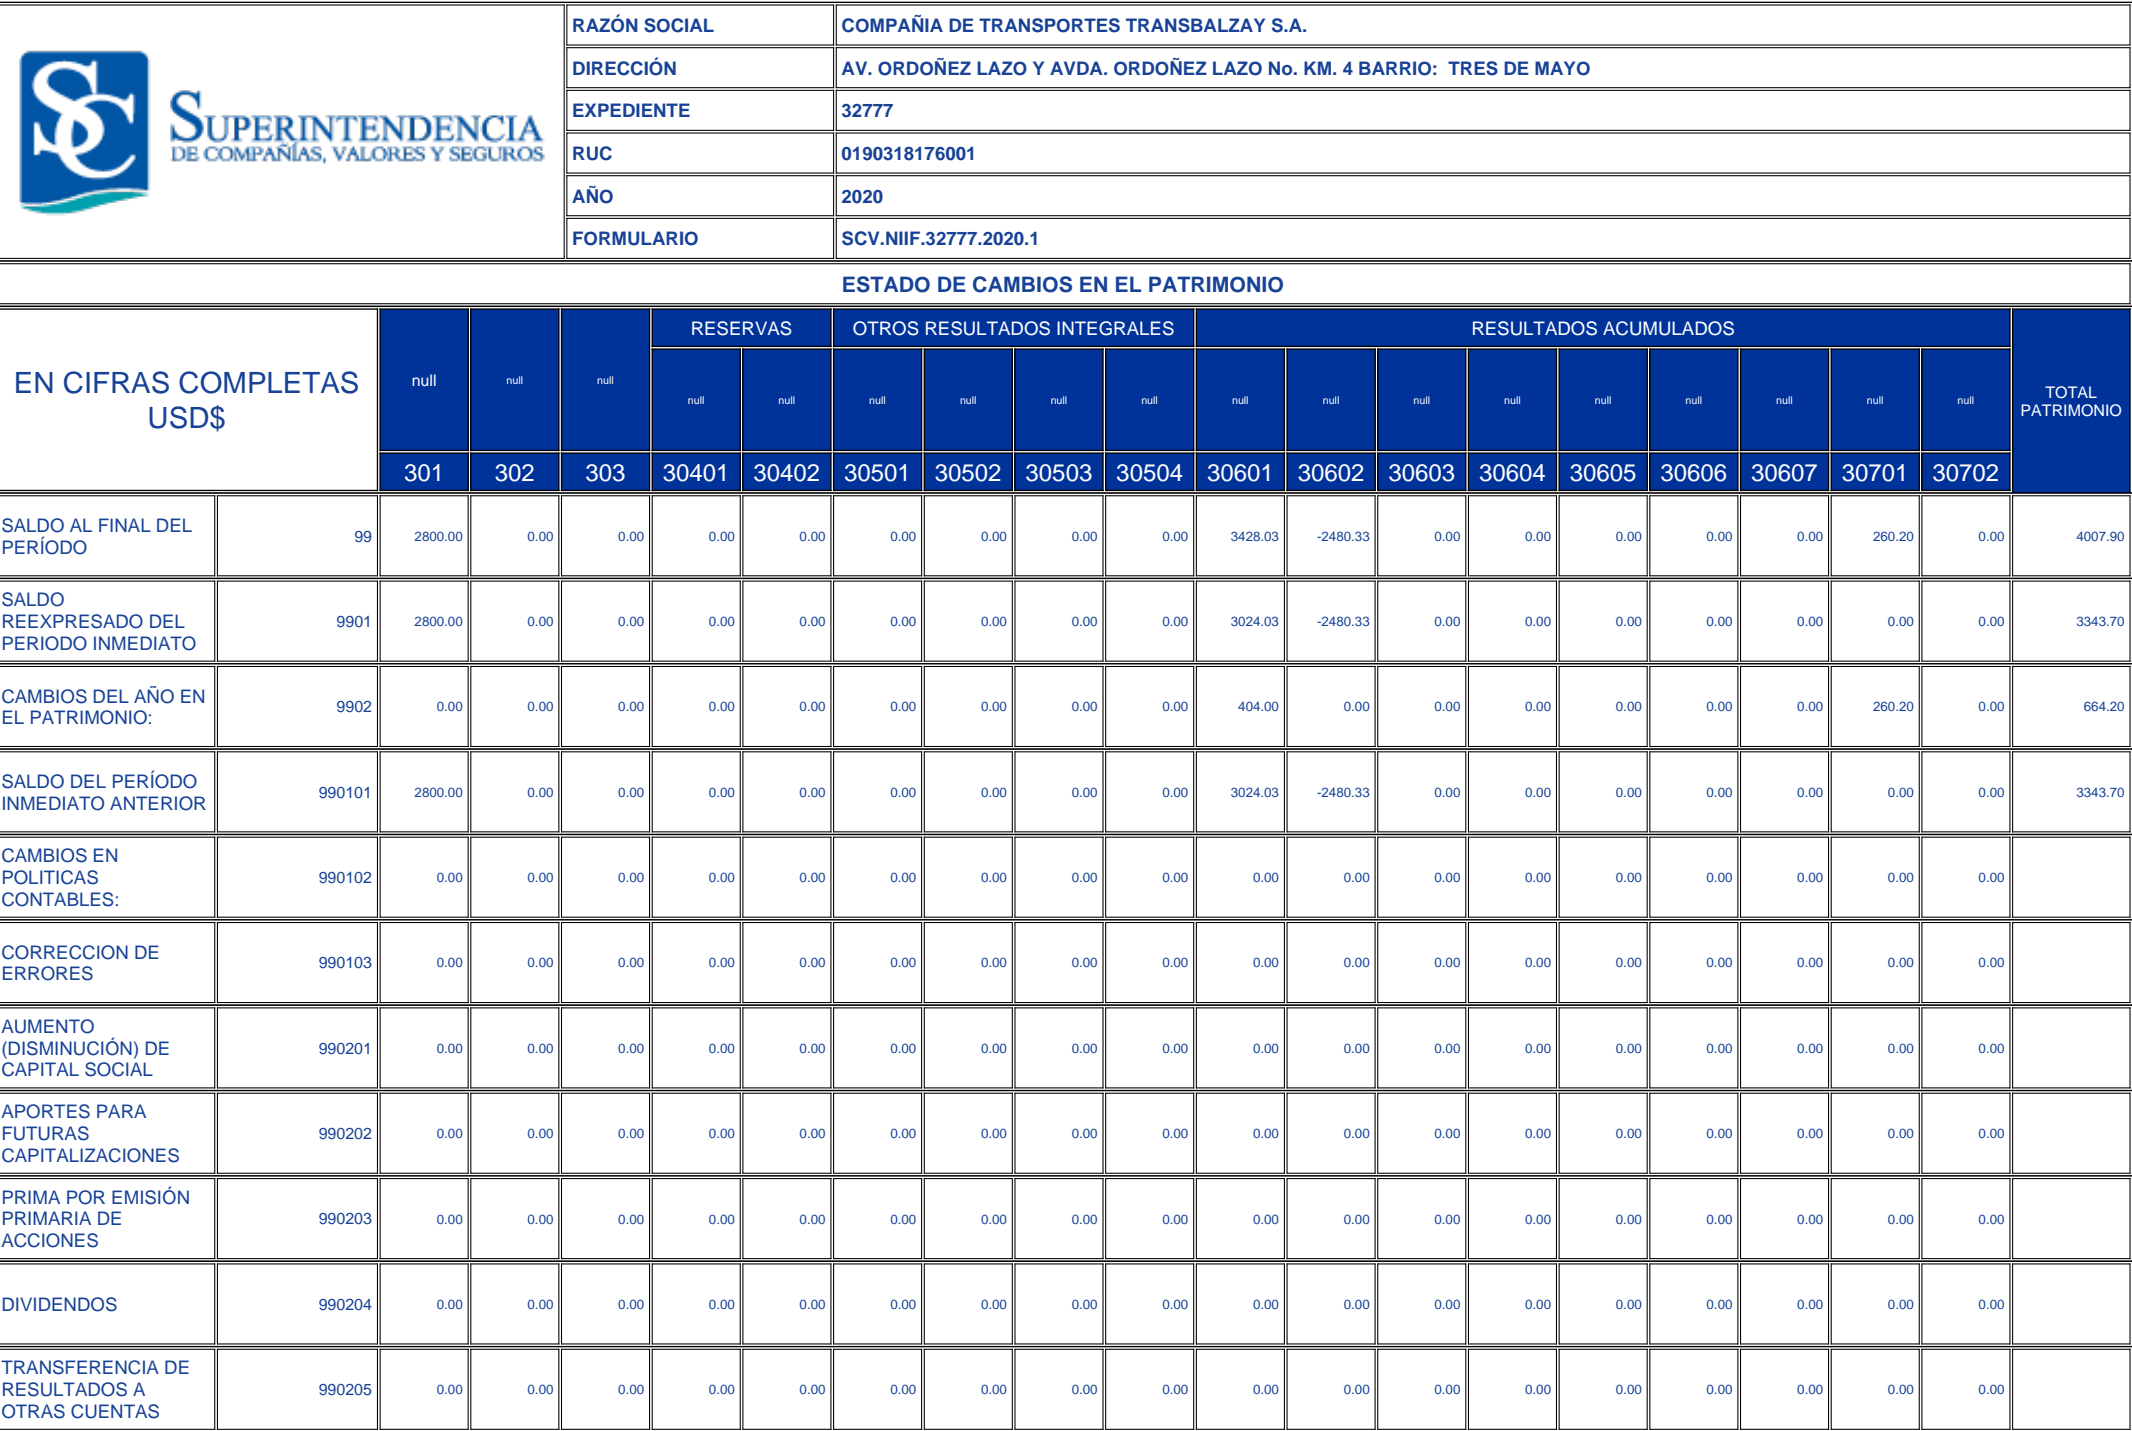 SC
SUPERINTENDENCIA
DE COMPAÑÍAS, VALORES Y SEGUROS
RAZÓN SOCIAL COMPAÑIA DE TRANSPORTES TRANSBALZAY S.A.
DIRECCIÓN AV. ORDOÑEZ LAZO Y AVDA. ORDOÑEZ LAZO No. KM. 4 BARRIO: TRES DE MAYO
EXPEDIENTE 32777
RUC 0190318176001
AÑO 2020
FORMULARIO SCV.NIIF.32777.2020.1
ESTADO DE CAMBIOS EN EL PATRIMONIO
EN CIFRAS COMPLETAS
USD$
RESERVAS OTROS RESULTADOS INTEGRALES RESULTADOS ACUMULADOS
null null null null null null null null null null null null null null null null null null
TOTAL
PATRIMONIO
301 302 303 30401 30402 30501 30502 30503 30504 30601 30602 30603 30604 30605 30606 30607 30701 30702
SALDO AL FINAL DEL
PERÍODO
99 2800.00 0.00 0.00 0.00 0.00 0.00 0.00 0.00 0.00 3428.03 -2480.33 0.00 0.00 0.00 0.00 0.00 260.20 0.00 4007.90
SALDO
REEXPRESADO DEL
PERIODO INMEDIATO
9901 2800.00 0.00 0.00 0.00 0.00 0.00 0.00 0.00 0.00 3024.03 -2480.33 0.00 0.00 0.00 0.00 0.00 0.00 0.00 3343.70
CAMBIOS DEL AÑO EN
EL PATRIMONIO:
9902 0.00 0.00 0.00 0.00 0.00 0.00 0.00 0.00 0.00 404.00 0.00 0.00 0.00 0.00 0.00 0.00 260.20 0.00 664.20
SALDO DEL PERÍODO
INMEDIATO ANTERIOR
990101 2800.00 0.00 0.00 0.00 0.00 0.00 0.00 0.00 0.00 3024.03 -2480.33 0.00 0.00 0.00 0.00 0.00 0.00 0.00 3343.70
CAMBIOS EN
POLITICAS
CONTABLES:
990102 0.00 0.00 0.00 0.00 0.00 0.00 0.00 0.00 0.00 0.00 0.00 0.00 0.00 0.00 0.00 0.00 0.00 0.00
CORRECCION DE
ERRORES
990103 0.00 0.00 0.00 0.00 0.00 0.00 0.00 0.00 0.00 0.00 0.00 0.00 0.00 0.00 0.00 0.00 0.00 0.00
AUMENTO
(DISMINUCIÓN) DE
CAPITAL SOCIAL
990201 0.00 0.00 0.00 0.00 0.00 0.00 0.00 0.00 0.00 0.00 0.00 0.00 0.00 0.00 0.00 0.00 0.00 0.00
APORTES PARA
FUTURAS
CAPITALIZACIONES
990202 0.00 0.00 0.00 0.00 0.00 0.00 0.00 0.00 0.00 0.00 0.00 0.00 0.00 0.00 0.00 0.00 0.00 0.00
PRIMA POR EMISIÓN
PRIMARIA DE
ACCIONES
990203 0.00 0.00 0.00 0.00 0.00 0.00 0.00 0.00 0.00 0.00 0.00 0.00 0.00 0.00 0.00 0.00 0.00 0.00
DIVIDENDOS 990204 0.00 0.00 0.00 0.00 0.00 0.00 0.00 0.00 0.00 0.00 0.00 0.00 0.00 0.00 0.00 0.00 0.00 0.00
TRANSFERENCIA DE
RESULTADOS A
OTRAS CUENTAS
990205 0.00 0.00 0.00 0.00 0.00 0.00 0.00 0.00 0.00 0.00 0.00 0.00 0.00 0.00 0.00 0.00 0.00 0.00